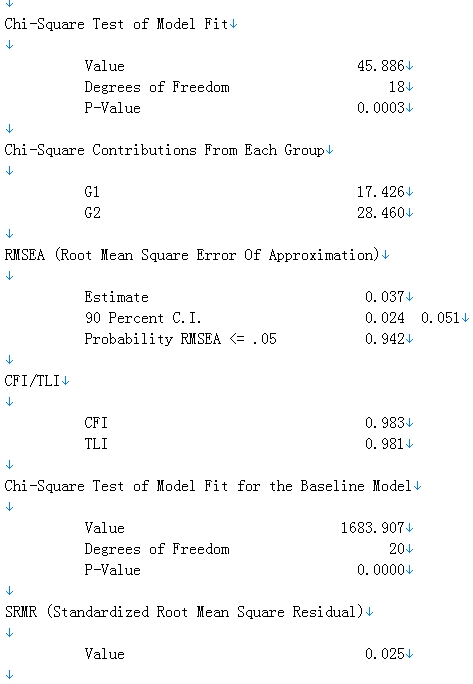 ↓
Chi-Square Test of Model Fit↓
↓
Value 45.886↓
Degrees of Freedom 18↓
P-Value 0.0003↓
↓
Chi-Square Contributions From Each Group↓
↓
G1 17.426↓
G2 28.460↓
↓
RMSEA (Root Mean Square Error Of Approximation)↓
↓
Estimate 0.037↓
90 Percent C.I. 0.024 0.051↓
Probability RMSEA <= .05 0.942↓
↓
CFI/TLI↓
↓
CFI 0.983↓
TLI 0.981↓
↓
Chi-Square Test of Model Fit for the Baseline Model↓
↓
Value 1683.907↓
Degrees of Freedom 20↓
P-Value 0.0000↓
↓
SRMR (Standardized Root Mean Square Residual)↓
↓
Value 0.025↓
↓